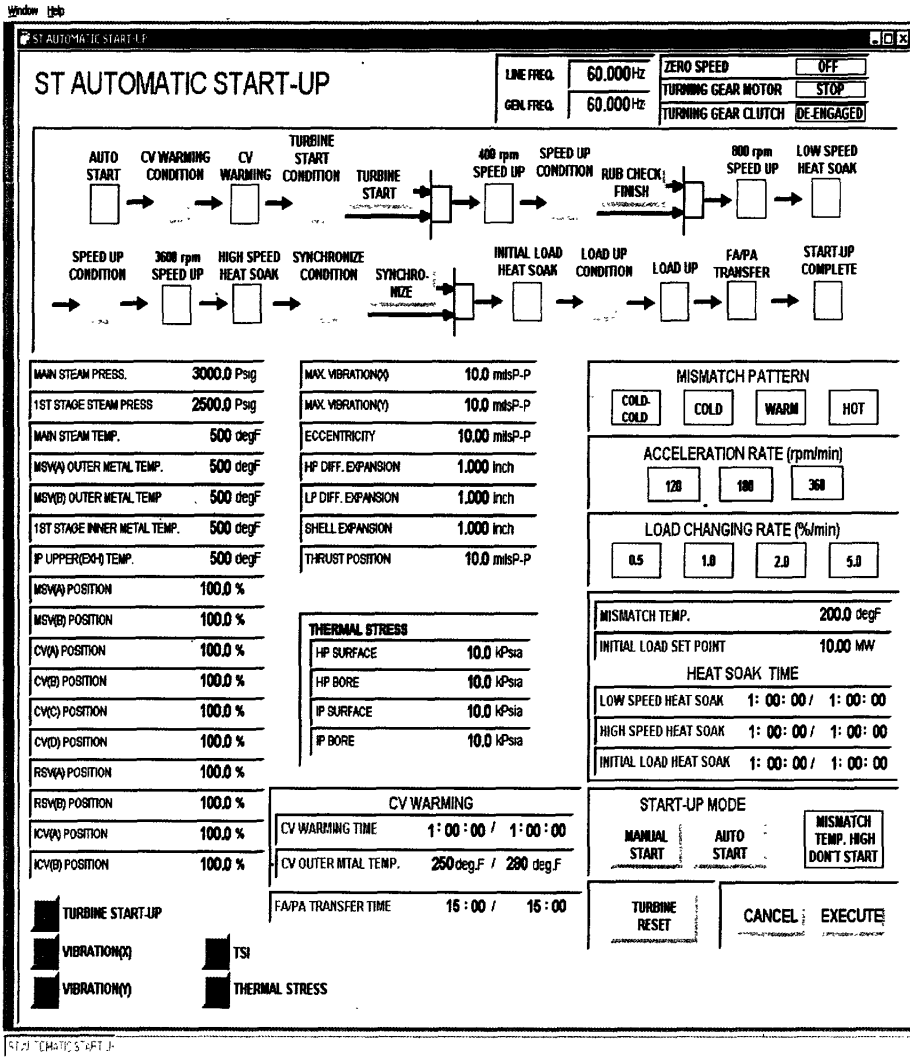 Window Help
ST AUTOMATIC START-UP
ST AUTOMATIC START-UP
LINE FREQ. 60.000Hz
GEN. FREQ. 60.000Hz
ZERO SPEED OFF
TURNING GEAR MOTOR STOP
TURNING GEAR CLUTCH DE-ENGAGED
AUTO START
CV WARMING CONDITION
CV WARMING
TURBINE START CONDITION
TURBINE START
400 rpm SPEED UP
SPEED UP CONDITION
RUB CHECK FINISH
800 rpm SPEED UP
LOW SPEED HEAT SOAK
SPEED UP CONDITION
3600 rpm SPEED UP
HIGH SPEED HEAT SOAK
SYNCHRONIZE CONDITION
SYNCHRO-NIZE
INITIAL LOAD HEAT SOAK
LOAD UP CONDITION
LOAD UP
FA/PA TRANSFER
START-UP COMPLETE
MAIN STEAM PRESS. 3000.0 Psig
1ST STAGE STEAM PRESS 2500.0 Psig
MAIN STEAM TEMP. 500 degF
MSV(A) OUTER METAL TEMP. 500 degF
MSV(B) OUTER METAL TEMP 500 degF
1ST STAGE INNER METAL TEMP. 500 degF
IP UPPER(EXH) TEMP. 500 degF
MSV(A) POSITION 100.0 %
MSV(B) POSITION 100.0 %
CV(A) POSITION 100.0 %
CV(B) POSITION 100.0 %
CV(C) POSITION 100.0 %
CV(D) POSITION 100.0 %
RSV(A) POSITION 100.0 %
RSV(B) POSITION 100.0 %
ICV(A) POSITION 100.0 %
ICV(B) POSITION 100.0 %
MAX. VIBRATION(X) 10.0 milsP-P
MAX. VIBRATION(Y) 10.0 milsP-P
ECCENTRICITY 10.00 milsP-P
HP DIFF. EXPANSION 1.000 Inch
LP DIFF. EXPANSION 1.000 Inch
SHELL EXPANSION 1.000 Inch
THRUST POSITION 10.0 milsP-P
THERMAL STRESS
HP SURFACE 10.0 kPsia
HP BORE 10.0 kPsia
IP SURFACE 10.0 kPsia
IP BORE 10.0 kPsia
CV WARMING
CV WARMING TIME 1:00:00 / 1:00:00
CV OUTER MTAL TEMP. 250deg.F / 280 deg.F
FA/PA TRANSFER TIME 15:00 / 15:00
MISMATCH PATTERN
COLD-COLD COLD WARM HOT
ACCELERATION RATE (rpm/min)
120 180 360
LOAD CHANGING RATE (%/min)
0.5 1.0 2.0 5.0
MISMATCH TEMP. 200.0 degF
INITIAL LOAD SET POINT 10.00 MW
HEAT SOAK TIME
LOW SPEED HEAT SOAK 1: 00: 00 / 1: 00: 00
HIGH SPEED HEAT SOAK 1: 00: 00 / 1: 00: 00
INITIAL LOAD HEAT SOAK 1: 00: 00 / 1: 00: 00
START-UP MODE
MANUAL START
AUTO START
MISMATCH TEMP. HIGH DON'T START
TURBINE RESET
CANCEL EXECUTE
TURBINE START-UP
VIBRATION(X) TSI
VIBRATION(Y) THERMAL STRESS